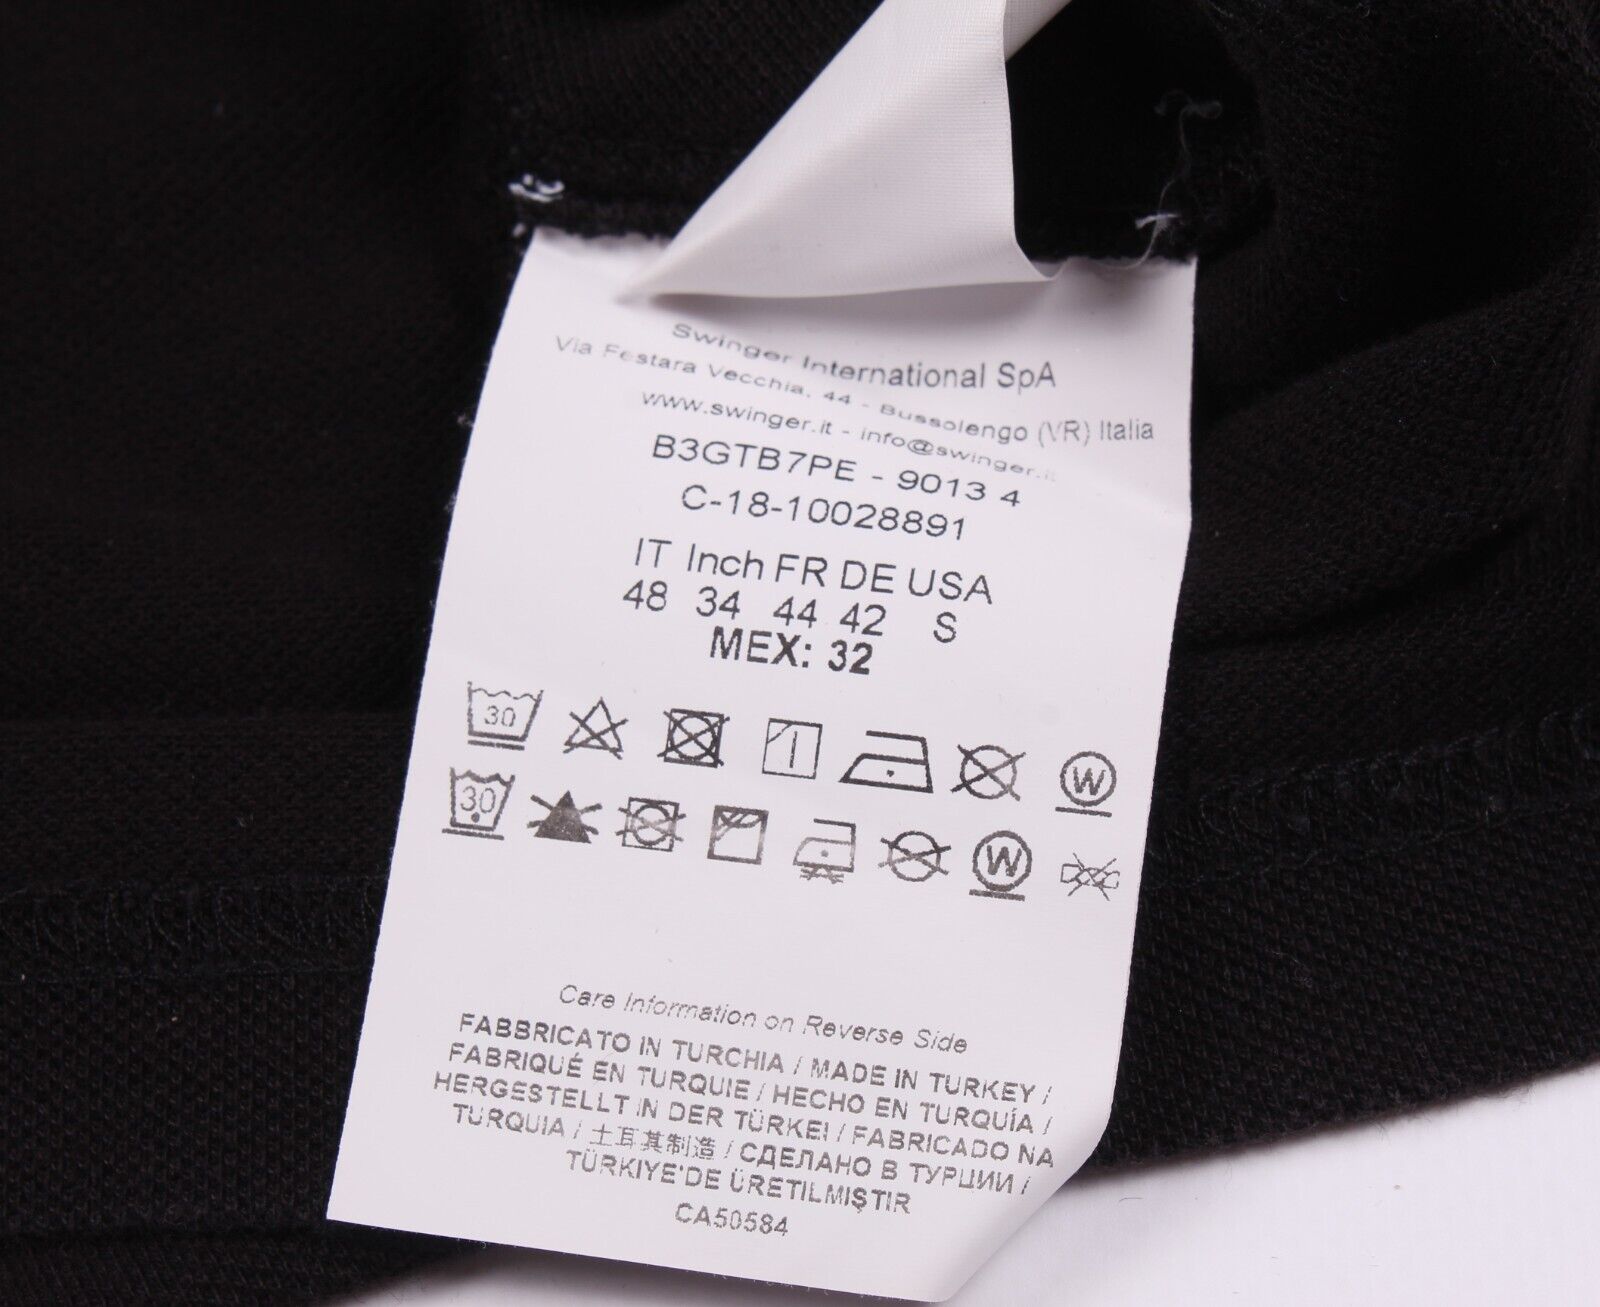 Swinger International SpA
Via Festara Vecchia, 44 - Bussolengo (VR) Italia
www.swinger.it - info@swinger.it
B3GTB7PE - 9013 4
C-18-10028891
IT Inch FR DE USA
48 34 44 42 S
MEX: 32
30 W
30 W
Care Information on Reverse Side
FABBRICATO IN TURCHIA / MADE IN TURKEY /
FABRIQUÉ EN TURQUIE / HECHO EN TURQUÍA /
HERGESTELLT IN DER TÜRKEI / FABRICADO NA
TURQUIA / 土耳其制造 / СДЕЛАНО В ТУРЦИИ /
TÜRKIYE'DE ÜRETILMIŞTIR
CA50584